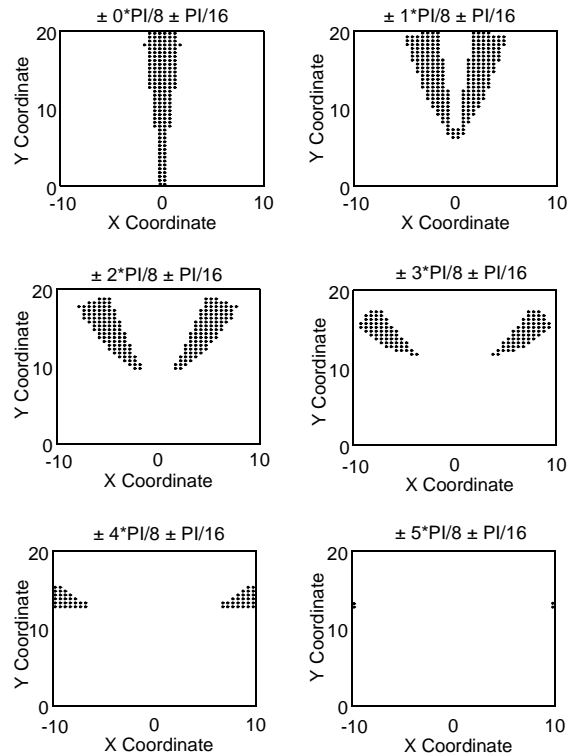 ± 0*PI/8 ± PI/16
20
10
0
-10
0
10
X Coordinate
Y Coordinate
± 1*PI/8 ± PI/16
20
10
0
-10
0
10
X Coordinate
Y Coordinate
± 2*PI/8 ± PI/16
20
10
0
-10
0
10
X Coordinate
Y Coordinate
± 3*PI/8 ± PI/16
20
10
0
-10
0
10
X Coordinate
Y Coordinate
± 4*PI/8 ± PI/16
20
10
0
-10
0
10
X Coordinate
Y Coordinate
± 5*PI/8 ± PI/16
20
10
0
-10
0
10
X Coordinate
Y Coordinate